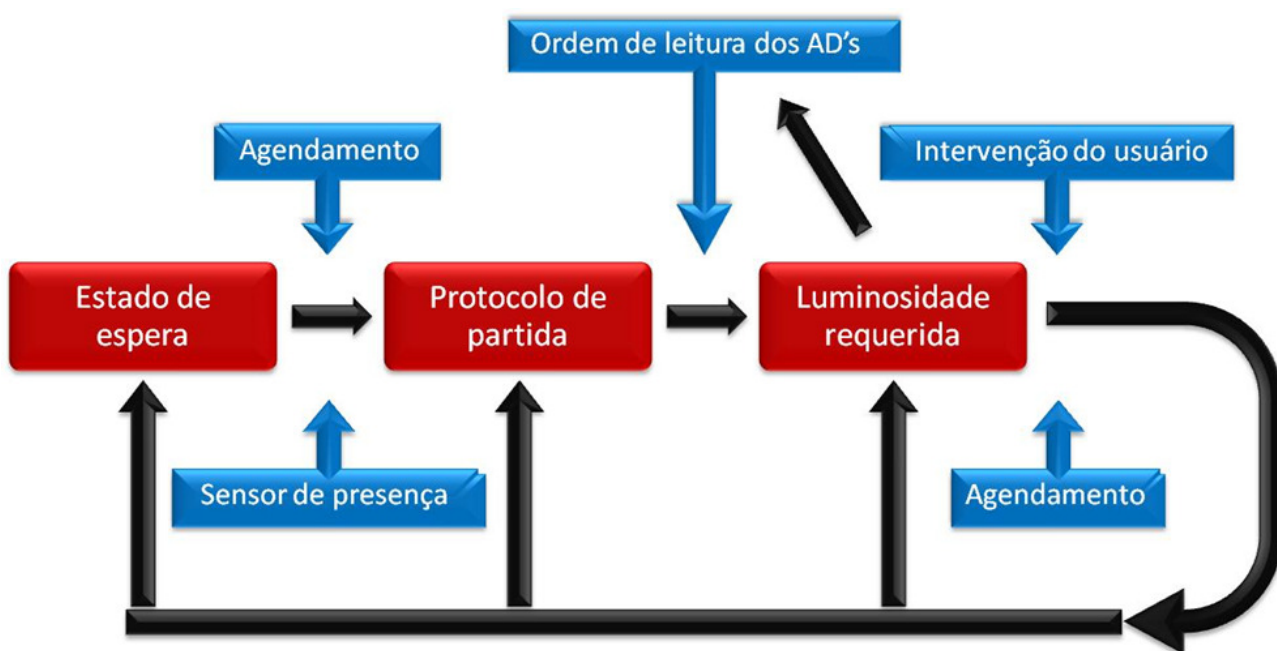 Ordem de leitura dos AD's
Agendamento
Intervenção do usuário
Estado de
espera
Protocolo de
partida
Luminosidade
requerida
Sensor de presença
Agendamento